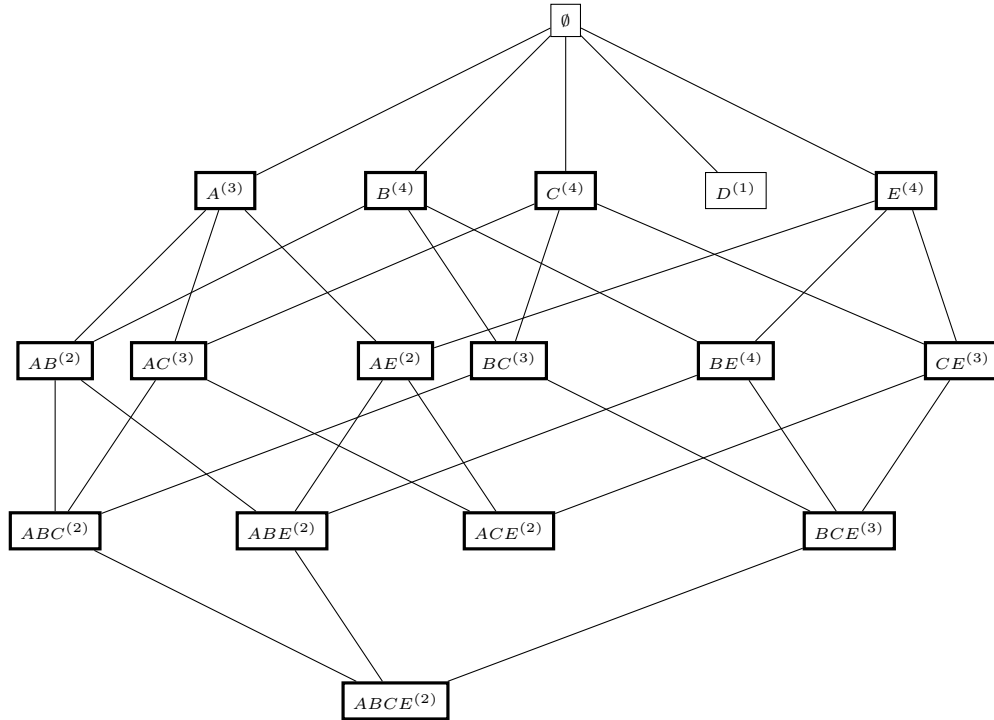 ∅
A^(3) B^(4) C^(4) D^(1) E^(4)
AB^(2) AC^(3) AE^(2) BC^(3) BE^(4) CE^(3)
ABC^(2) ABE^(2) ACE^(2) BCE^(3)
ABCE^(2)